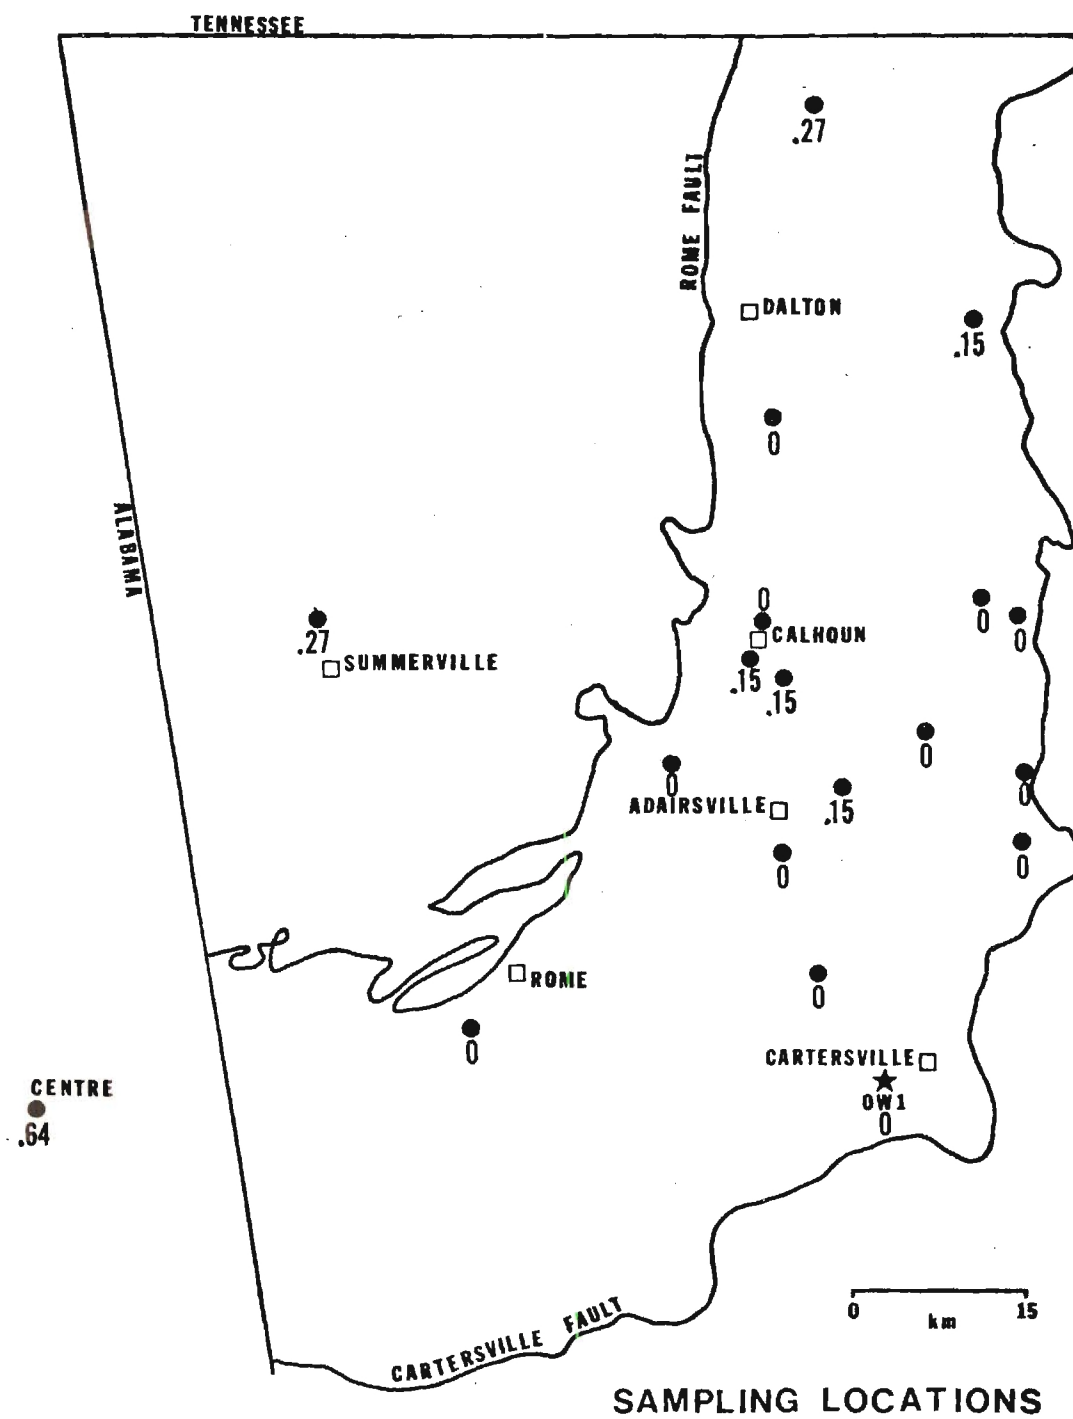 TENNESSEE
.27
ROME FAULT
DALTON
.15
0
ALABAMA
0
0
0
CALHOUN
.27
SUMMERVILLE
.15
.15
0
0
0
ADAIRSVILLE
.15
0
0
ROME
0
0
CARTERSVILLE
CENTRE
OW1
0
.64
0 15
km
CARTERSVILLE FAULT
SAMPLING LOCATIONS